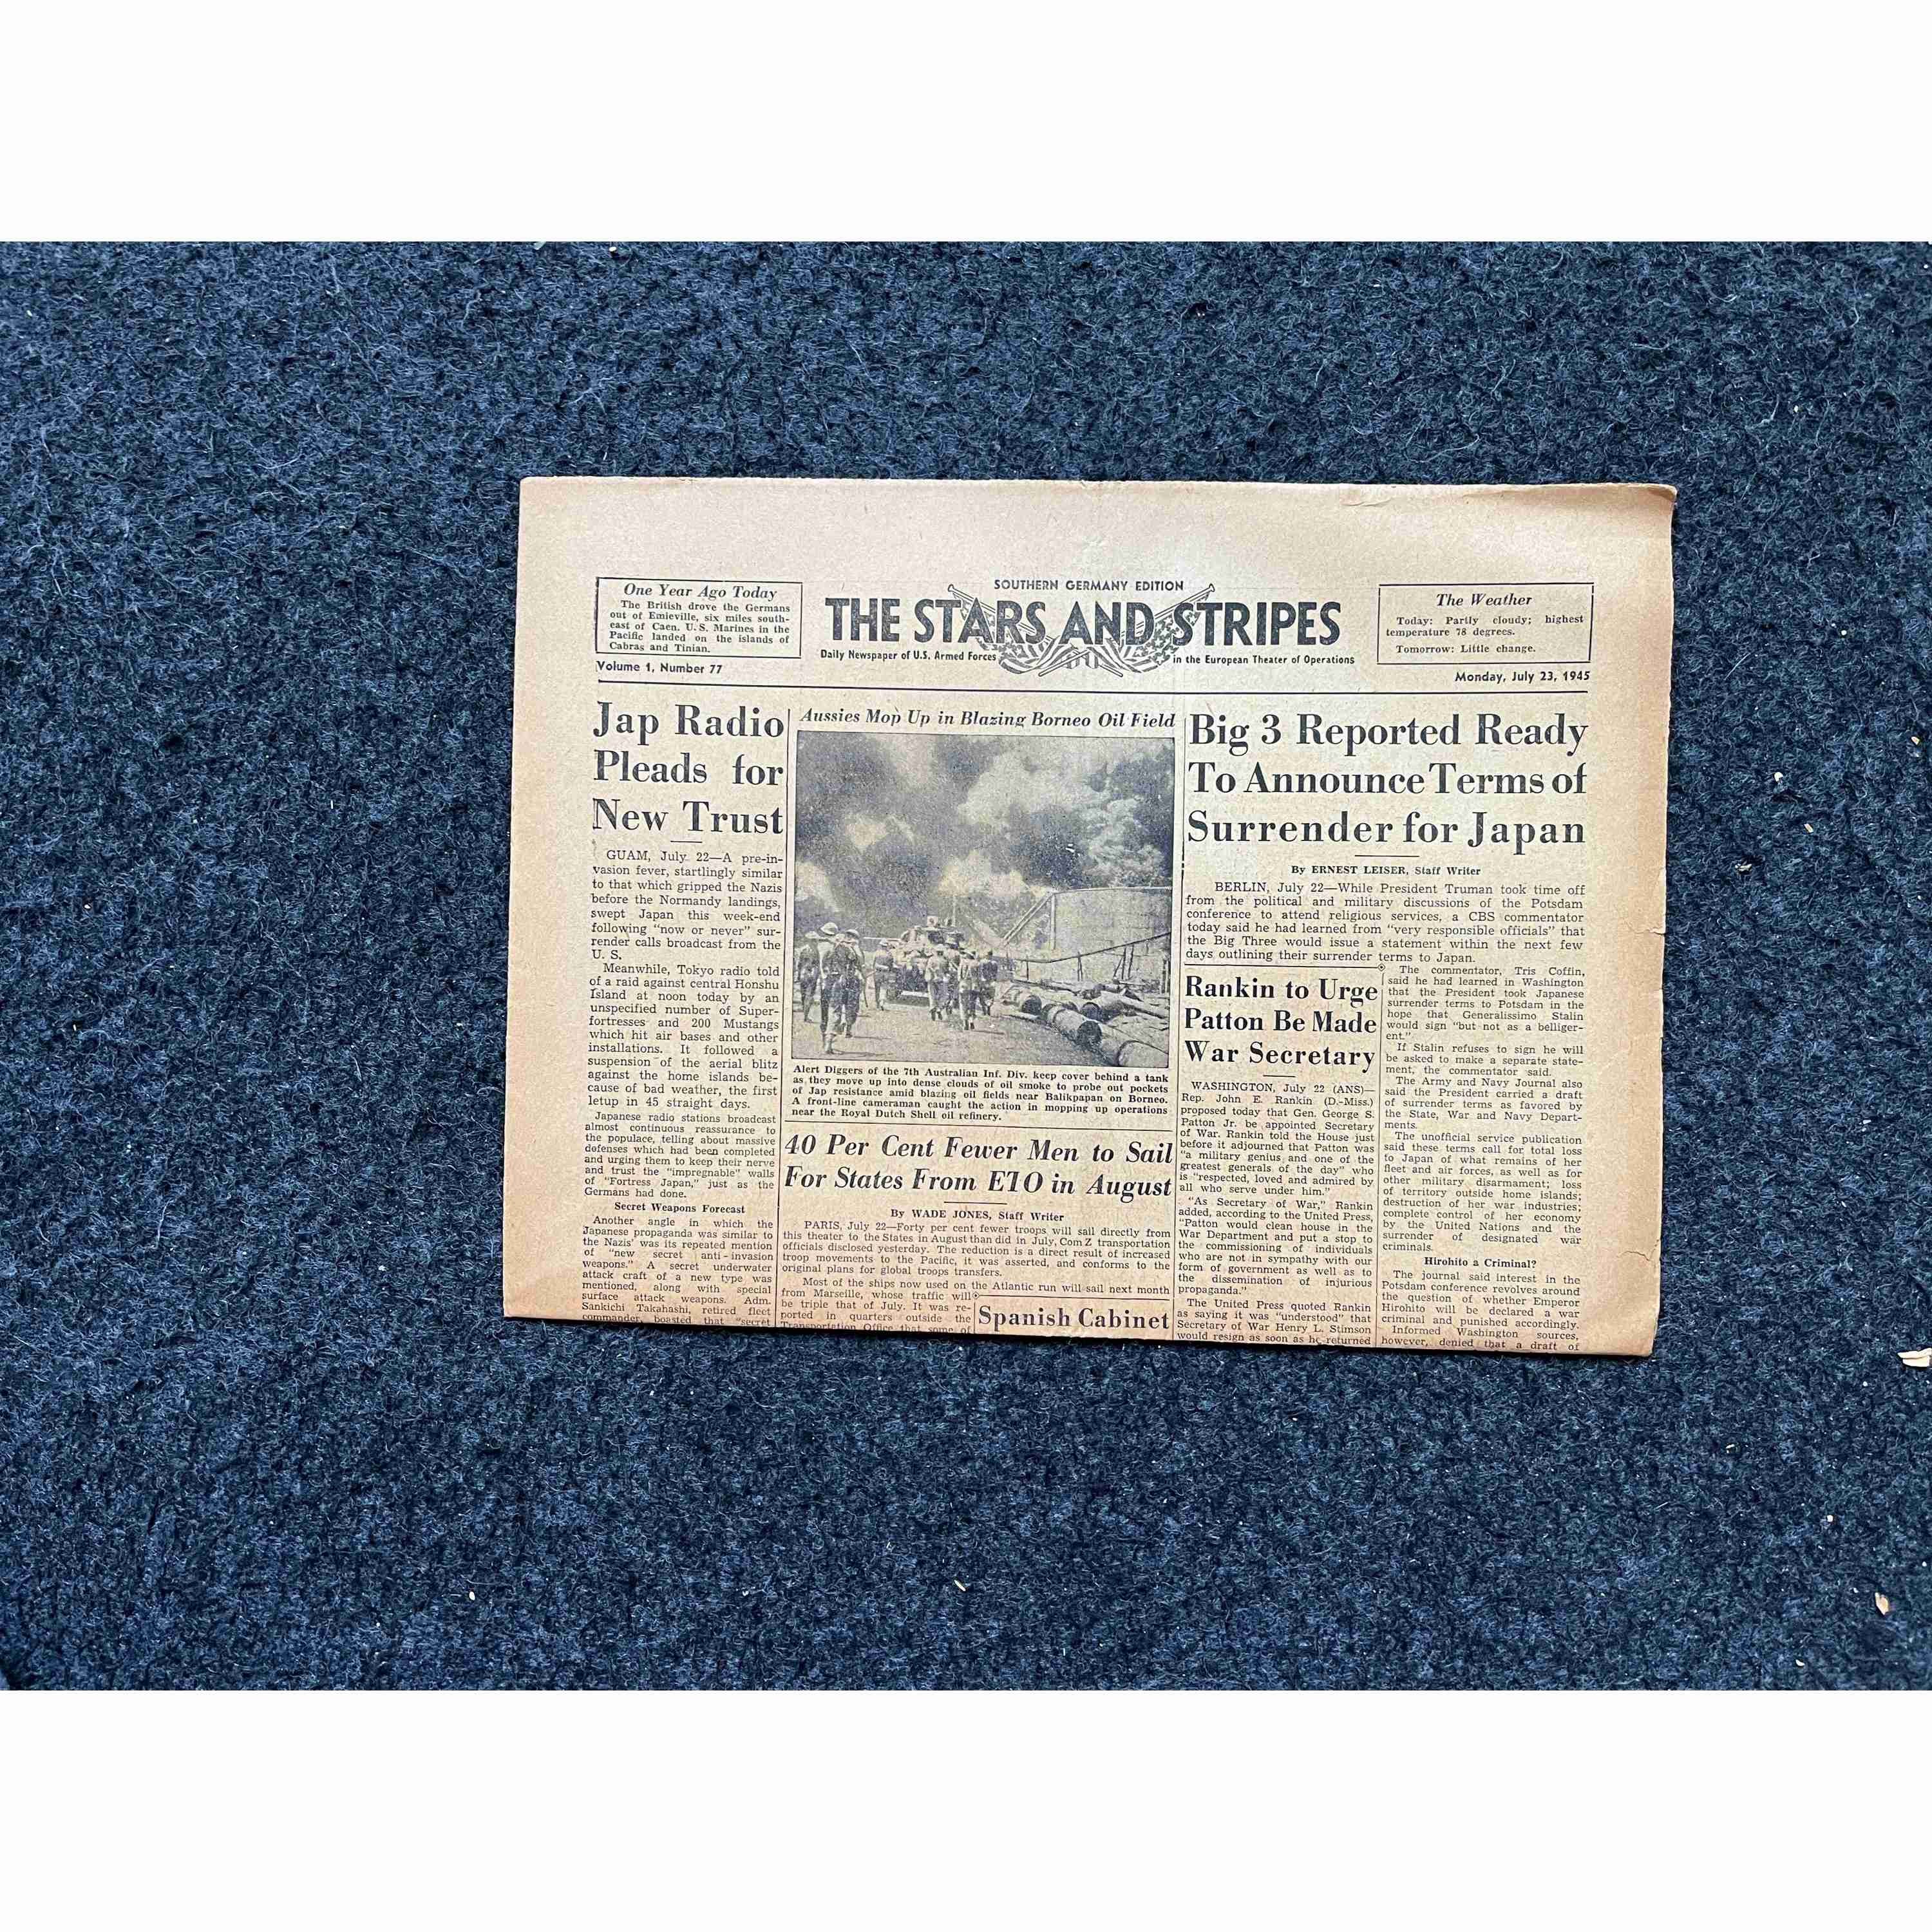 SOUTHERN GERMANY EDITION
One Year Ago Today
The British drove the Germans
out of Emieville, six miles south-
east of Caen. U.S. Marines in the
Pacific landed on the islands of
Cabras and Tinian.
THE STARS AND STRIPES
Daily Newspaper of U.S. Armed Forces
in the European Theater of Operations
The Weather
Today: Partly cloudy; highest
temperature 78 degrees.
Tomorrow: Little change.
Volume 1, Number 77
Monday, July 23, 1945
Jap Radio
Pleads for
New Trust
GUAM, July 22—A pre-in-
vasion fever, startlingly similar
to that which gripped the Nazis
before the Normandy landings,
swept Japan this week-end
following "now or never" sur-
render calls broadcast from the
U. S.
Meanwhile, Tokyo radio told
of a raid against central Honshu
Island at noon today by an
unspecified number of Super-
fortresses and 200 Mustangs
which hit air bases and other
installations. It followed a
suspension of the aerial blitz
against the home islands be-
cause of bad weather, the first
letup in 45 straight days.
Japanese radio stations broadcast
almost continuous reassurance to
the populace, telling about massive
defenses which had been completed
and urging them to keep their nerve
and trust the "impregnable" walls
of "Fortress Japan," just as the
Germans had done.
Secret Weapons Forecast
Another angle in which the
Japanese propaganda was similar to
the Nazis' was its repeated mention
of "new secret anti-invasion
weapons." A secret underwater
attack craft of a new type was
mentioned, along with special
surface attack weapons. Adm.
Sankichi Takahashi, retired fleet
commander, boasted that "secret
Aussies Mop Up in Blazing Borneo Oil Field
Alert Diggers of the 7th Australian Inf. Div. keep cover behind a tank
as they move up into dense clouds of oil smoke to probe out pockets
of Jap resistance amid blazing oil fields near Balikpapan on Borneo.
A front-line cameraman caught the action in mopping up operations
near the Royal Dutch Shell oil refinery.
40 Per Cent Fewer Men to Sail
For States From ETO in August
By WADE JONES, Staff Writer
PARIS, July 22—Forty per cent fewer troops will sail directly from
this theater to the States in August than did in July, Com Z transportation
officials disclosed yesterday. The reduction is a direct result of increased
troop movements to the Pacific, it was asserted, and conforms to the
original plans for global troops transfers.
Most of the ships now used on the Atlantic run will sail next month
from Marseille, whose traffic will
be triple that of July. It was re-
ported in quarters outside the
Transportation Office that some of
Spanish Cabinet
Big 3 Reported Ready
To Announce Terms of
Surrender for Japan
By ERNEST LEISER, Staff Writer
BERLIN, July 22—While President Truman took time off
from the political and military discussions of the Potsdam
conference to attend religious services, a CBS commentator
today said he had learned from "very responsible officials" that
the Big Three would issue a statement within the next few
days outlining their surrender terms to Japan.
Rankin to Urge
Patton Be Made
War Secretary
WASHINGTON, July 22 (ANS)—
Rep. John E. Rankin (D.-Miss.)
proposed today that Gen. George S.
Patton Jr. be appointed Secretary
of War. Rankin told the House just
before it adjourned that Patton was
"a military genius and one of the
greatest generals of the day" who
is "respected, loved and admired by
all who serve under him."
"As Secretary of War," Rankin
added, according to the United Press,
"Patton would clean house in the
War Department and put a stop to
the commissioning of individuals
who are not in sympathy with our
form of government as well as to
the dissemination of injurious
propaganda."
The United Press quoted Rankin
as saying it was "understood" that
Secretary of War Henry L. Stimson
would resign as soon as he returned
The commentator, Tris Coffin,
said he had learned in Washington
that the President took Japanese
surrender terms to Potsdam in the
hope that Generalissimo Stalin
would sign "but not as a belliger-
ent."
If Stalin refuses to sign he will
be asked to make a separate state-
ment, the commentator said.
The Army and Navy Journal also
said the President carried a draft
of surrender terms as favored by
the State, War and Navy Depart-
ments.
The unofficial service publication
said these terms call for total loss
to Japan of what remains of her
fleet and air forces, as well as for
other military disarmament; loss
of territory outside home islands;
destruction of her war industries;
complete control of her economy
by the United Nations and the
surrender of designated war
criminals.
Hirohito a Criminal?
The journal said interest in the
Potsdam conference revolves around
the question of whether Emperor
Hirohito will be declared a war
criminal and punished accordingly.
Informed Washington sources,
however, denied that a draft of